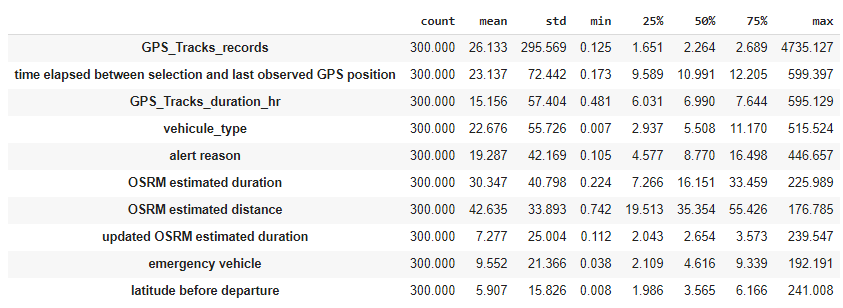 count mean std min 25% 50% 75% max
GPS_Tracks_records 300.000 26.133 295.569 0.125 1.651 2.264 2.689 4735.127
time elapsed between selection and last observed GPS position 300.000 23.137 72.442 0.173 9.589 10.991 12.205 599.397
GPS_Tracks_duration_hr 300.000 15.156 57.404 0.481 6.031 6.990 7.644 595.129
vehicule_type 300.000 22.676 55.726 0.007 2.937 5.508 11.170 515.524
alert reason 300.000 19.287 42.169 0.105 4.577 8.770 16.498 446.657
OSRM estimated duration 300.000 30.347 40.798 0.224 7.266 16.151 33.459 225.989
OSRM estimated distance 300.000 42.635 33.893 0.742 19.513 35.354 55.426 176.785
updated OSRM estimated duration 300.000 7.277 25.004 0.112 2.043 2.654 3.573 239.547
emergency vehicle 300.000 9.552 21.366 0.038 2.109 4.616 9.339 192.191
latitude before departure 300.000 5.907 15.826 0.008 1.986 3.565 6.166 241.008